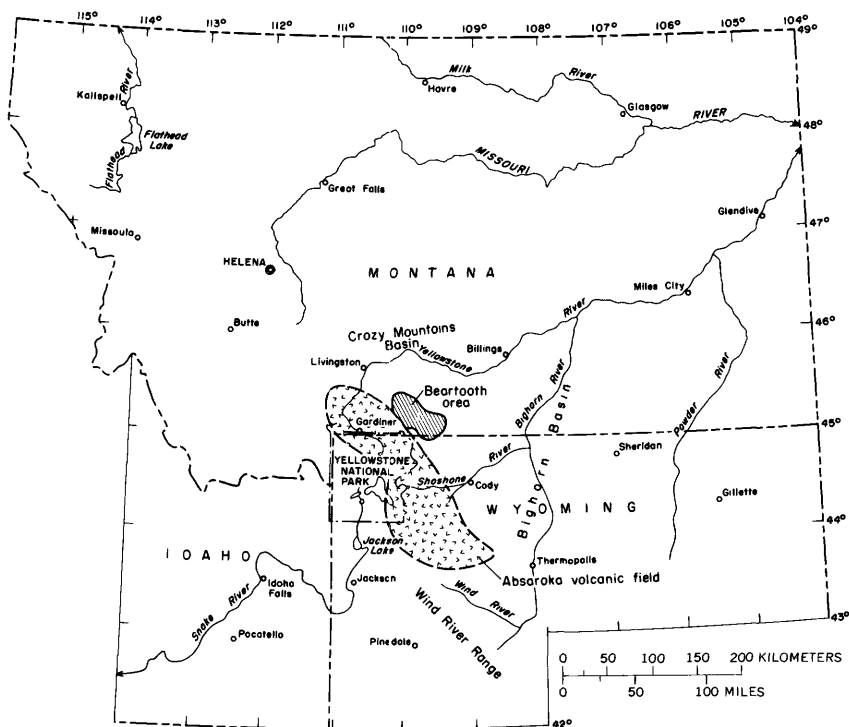 115° 114° 113° 112° 111° 110° 109° 108° 107° 106° 105° 104°
49°
Milk River
Havre
Kalispell
River
Glasgow
RIVER
48°
Flathead
Lake
Flathead
MISSOURI
Great Falls
Glendive
47°
Missoula
HELENA
MONTANA
Miles City
Butte
46°
Crazy Mountains
Basin
Yellowstone
River
Billings
Livingston
Beartooth
area
Bighorn River
Powder River
Gardiner
45°
YELLOWSTONE
NATIONAL
PARK
Shoshone River
Cody
Bighorn Basin
Sheridan
WYOMING
Gillette
44°
Jackson
Lake
IDAHO
Thermopolis
Absaroka volcanic field
Idaho
Falls
Snake River
Jackson
Wind River
43°
Pocatello
Pinedale
Wind River Range
0 50 100 150 200 KILOMETERS
0 50 100 MILES
42°